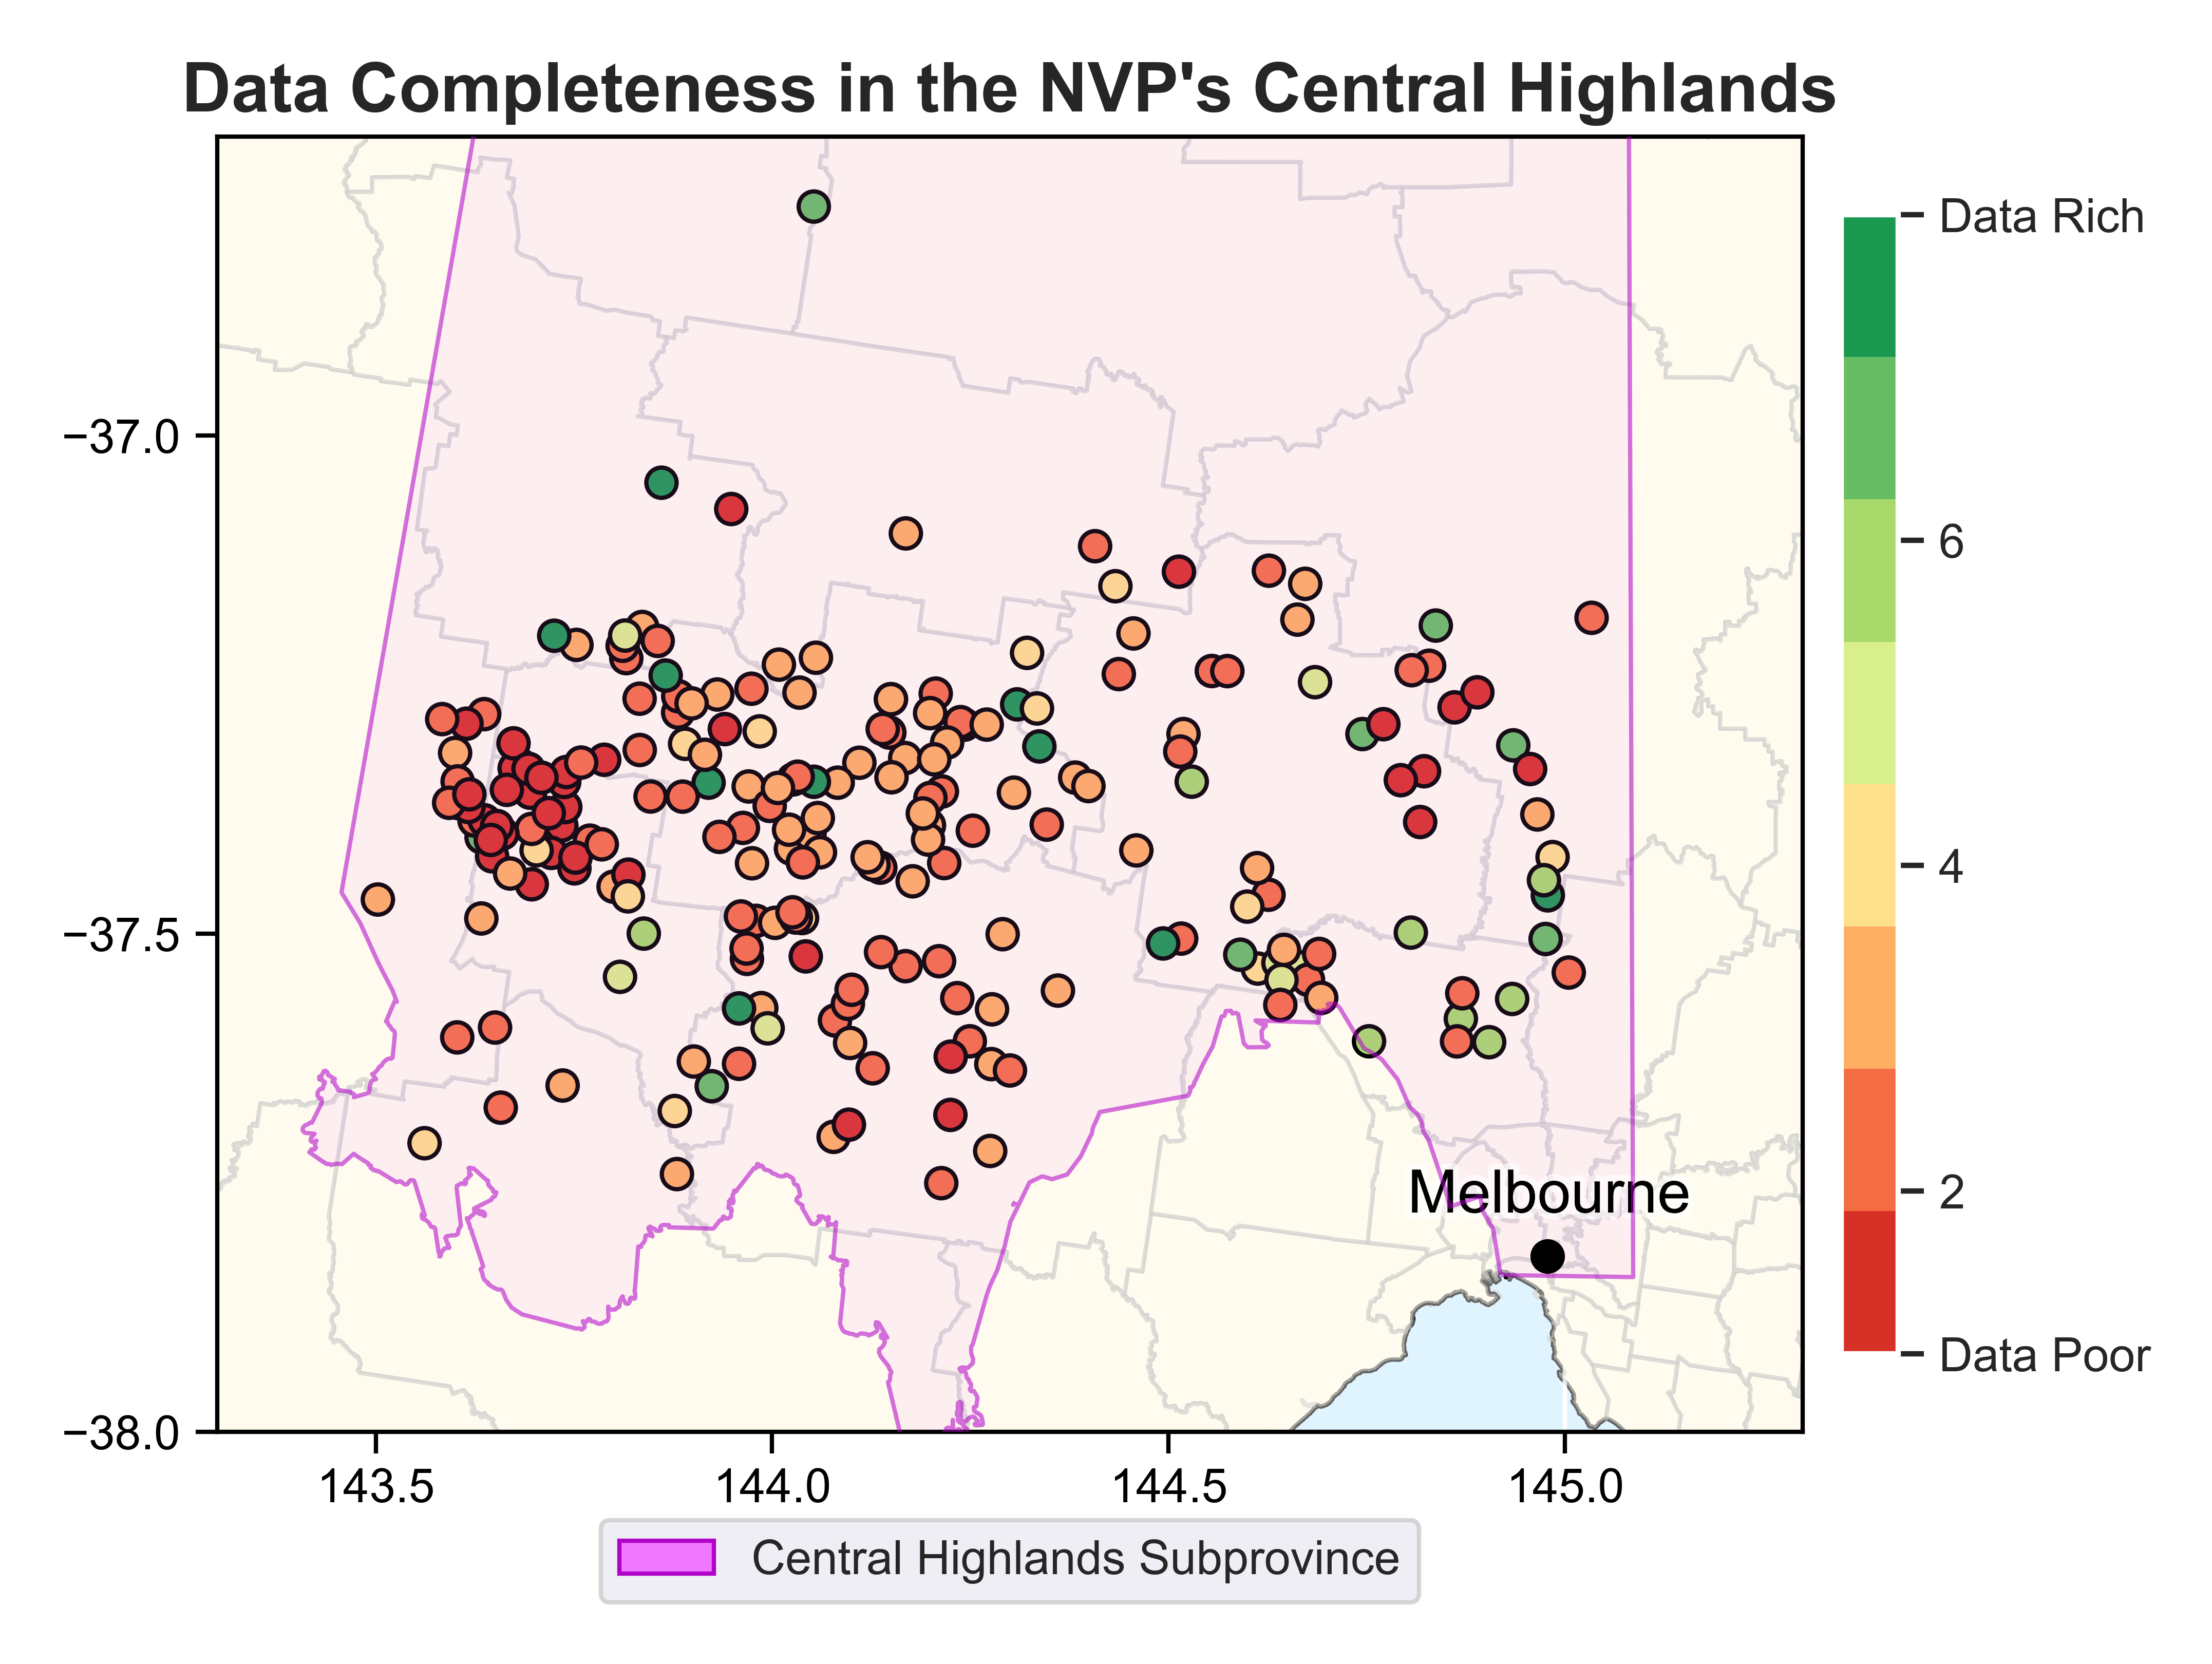 Data Completeness in the NVP's Central Highlands
Data Rich
6
4
2
Data Poor
−37.0
−37.5
−38.0
Melbourne
143.5
144.0
144.5
145.0
Central Highlands Subprovince